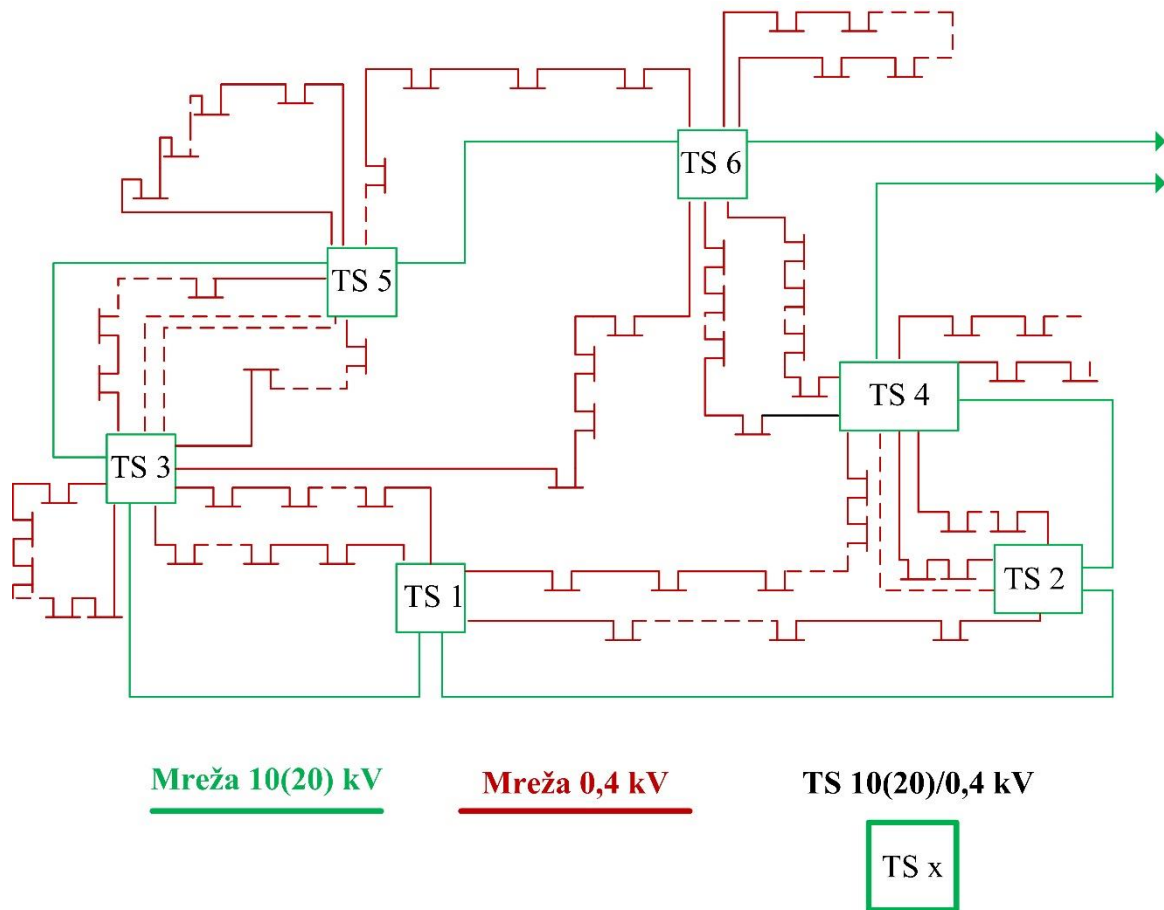 TS 6
TS 5
TS 4
TS 3
TS 2
TS 1
Mreža 10(20) kV
Mreža 0,4 kV
TS 10(20)/0,4 kV
TS x